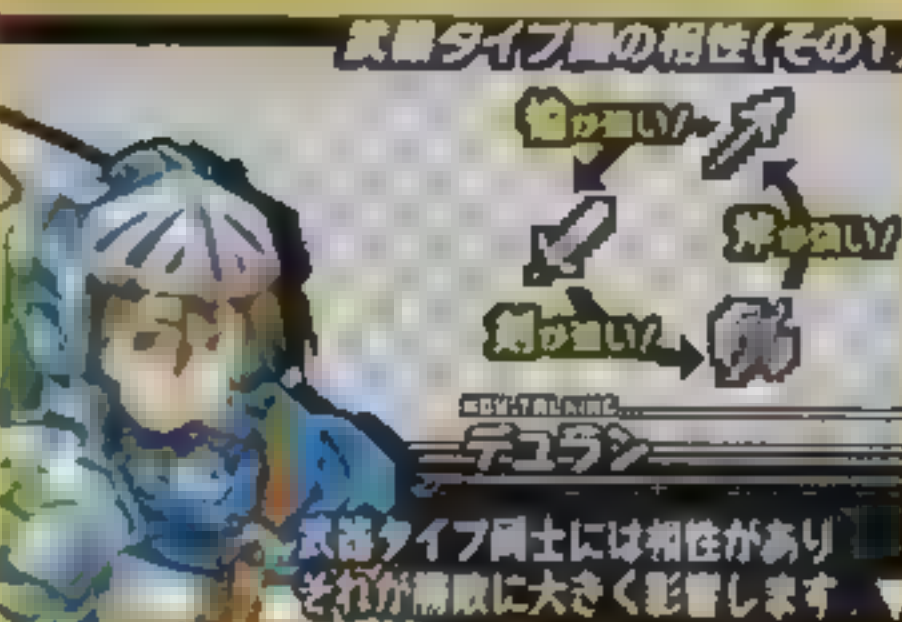 武器タイプ間の相性(その1)
槍が強い!
斧が強い!
剣が強い!
NOW TALKING...
デュラン
武器タイプ同士には相性があり
それが勝敗に大きく影響します